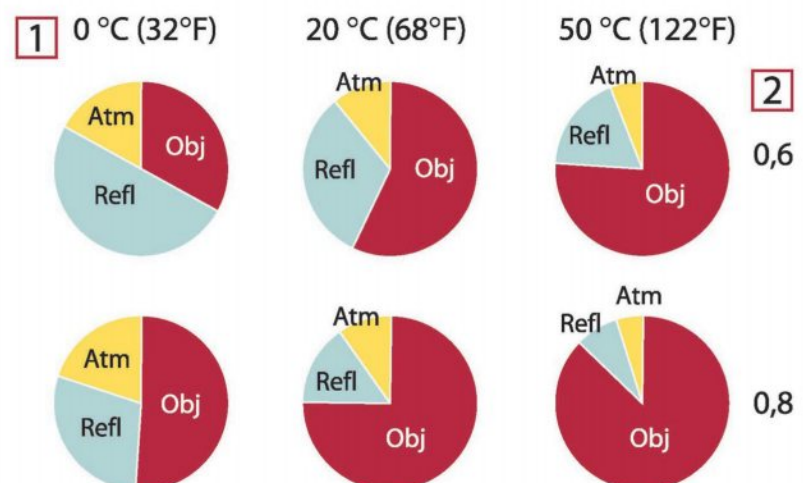 1 0 °C (32°F) 20 °C (68°F) 50 °C (122°F)
2
0,6
Atm Obj Refl
Atm Refl Obj
Atm Refl Obj
0,8
Atm Obj Refl
Atm Refl Obj
Atm Refl Obj